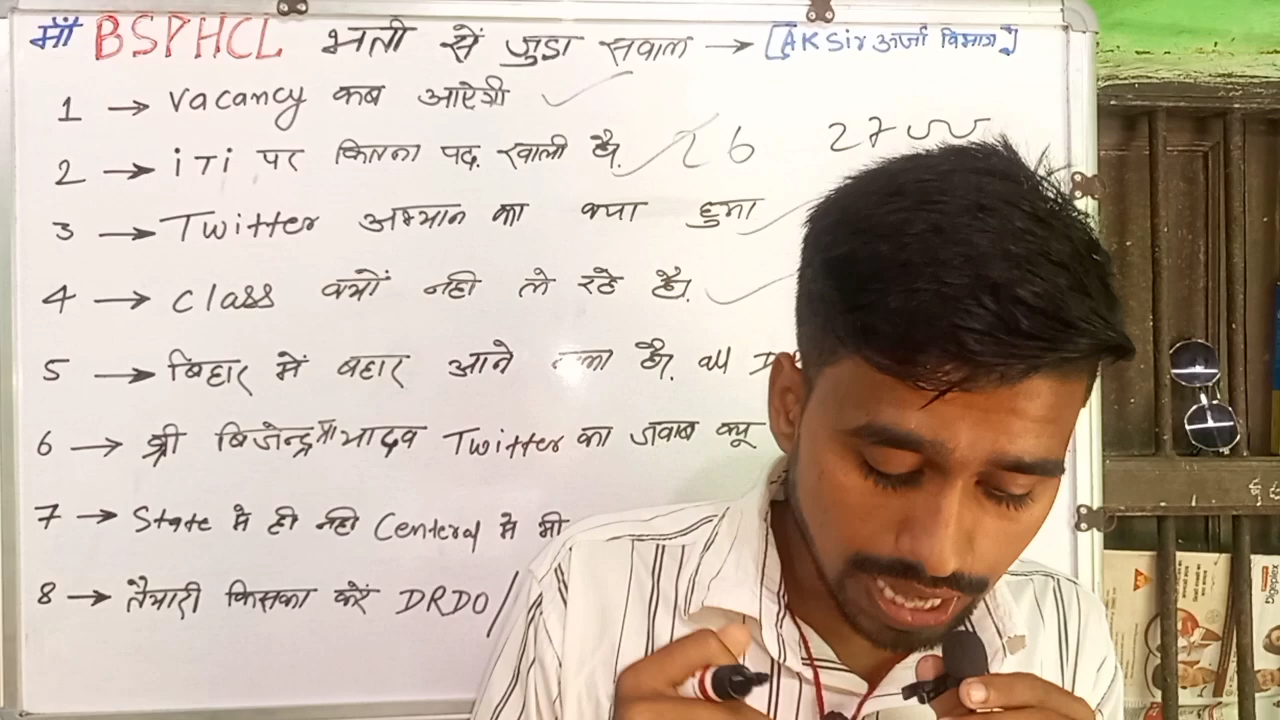 माँ BSPHCL भर्ती सें जुडा सवाल → [AK Sir ऊर्जा विभाग]
1 → Vacancy कब आऐगी
2 → iTi पर कितना पद खाली है. 26 27
3 → Twitter अभ्यान का क्या हुआ
4 → Class क्यों नही ले रहे है।
5 → बिहार में बहार आने है. all
6 → श्री बिजेन्द्र यादव Twitter का जवाब क्यू
7 → State मे ही नही Centeral मे भी
8 → तैयारी किसका करें DRDO/